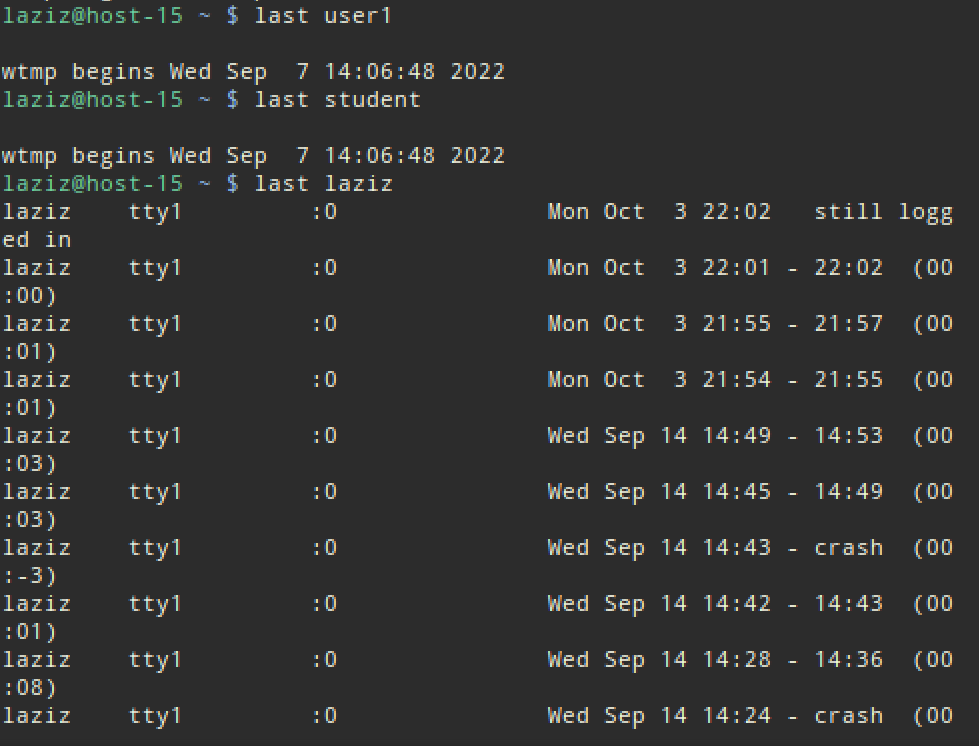 laziz@host-15 ~ $ last user1

wtmp begins Wed Sep  7 14:06:48 2022
laziz@host-15 ~ $ last student

wtmp begins Wed Sep  7 14:06:48 2022
laziz@host-15 ~ $ last laziz
laziz    tty1         :0               Mon Oct  3 22:02   still logg
ed in
laziz    tty1         :0               Mon Oct  3 22:01 - 22:02  (00
:00)
laziz    tty1         :0               Mon Oct  3 21:55 - 21:57  (00
:01)
laziz    tty1         :0               Mon Oct  3 21:54 - 21:55  (00
:01)
laziz    tty1         :0               Wed Sep 14 14:49 - 14:53  (00
:03)
laziz    tty1         :0               Wed Sep 14 14:45 - 14:49  (00
:03)
laziz    tty1         :0               Wed Sep 14 14:43 - crash  (00
:-3)
laziz    tty1         :0               Wed Sep 14 14:42 - 14:43  (00
:01)
laziz    tty1         :0               Wed Sep 14 14:28 - 14:36  (00
:08)
laziz    tty1         :0               Wed Sep 14 14:24 - crash  (00